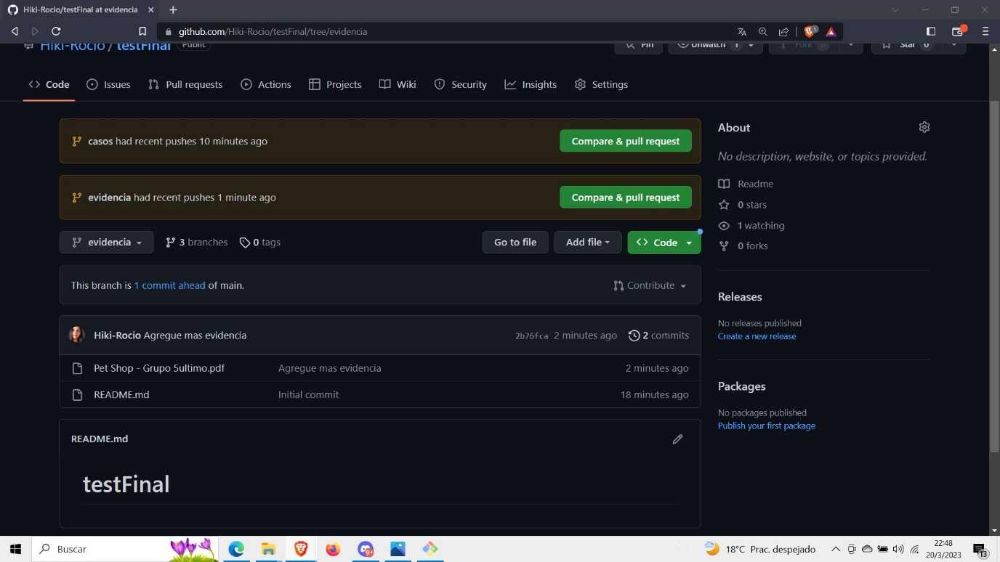 Hiki-Rocio/testFinal at evidencia
github.com/Hiki-Rocio/testFinal/tree/evidencia
Hiki-Rocio / testFinal Public Pin Unwatch 1 Fork 0 Star 0
Code Issues Pull requests Actions Projects Wiki Security Insights Settings
casos had recent pushes 10 minutes ago Compare & pull request
evidencia had recent pushes 1 minute ago Compare & pull request
evidencia 3 branches 0 tags Go to file Add file Code
This branch is 1 commit ahead of main. Contribute
Hiki-Rocio Agregue mas evidencia 2b76fca 2 minutes ago 2 commits
Pet Shop - Grupo 5ultimo.pdf Agregue mas evidencia 2 minutes ago
README.md Initial commit 18 minutes ago
README.md
testFinal
About
No description, website, or topics provided.
Readme
0 stars
1 watching
0 forks
Releases
No releases published
Create a new release
Packages
No packages published
Publish your first package
Buscar 9+ 18°C Prac. despejado 22:48
20/3/2023 13